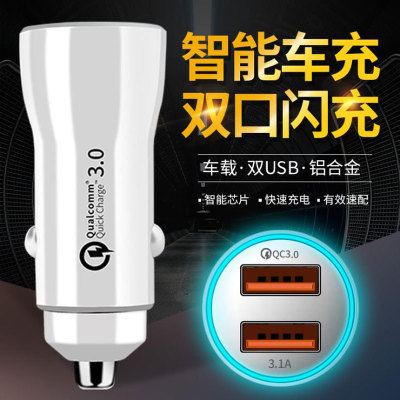 智能车充
双口闪充
车载·双USB·铝合金
•智能芯片 •快速充电 •有效速配
Qualcomm™ 3.0
Quick Charge
QC3.0
3.1A